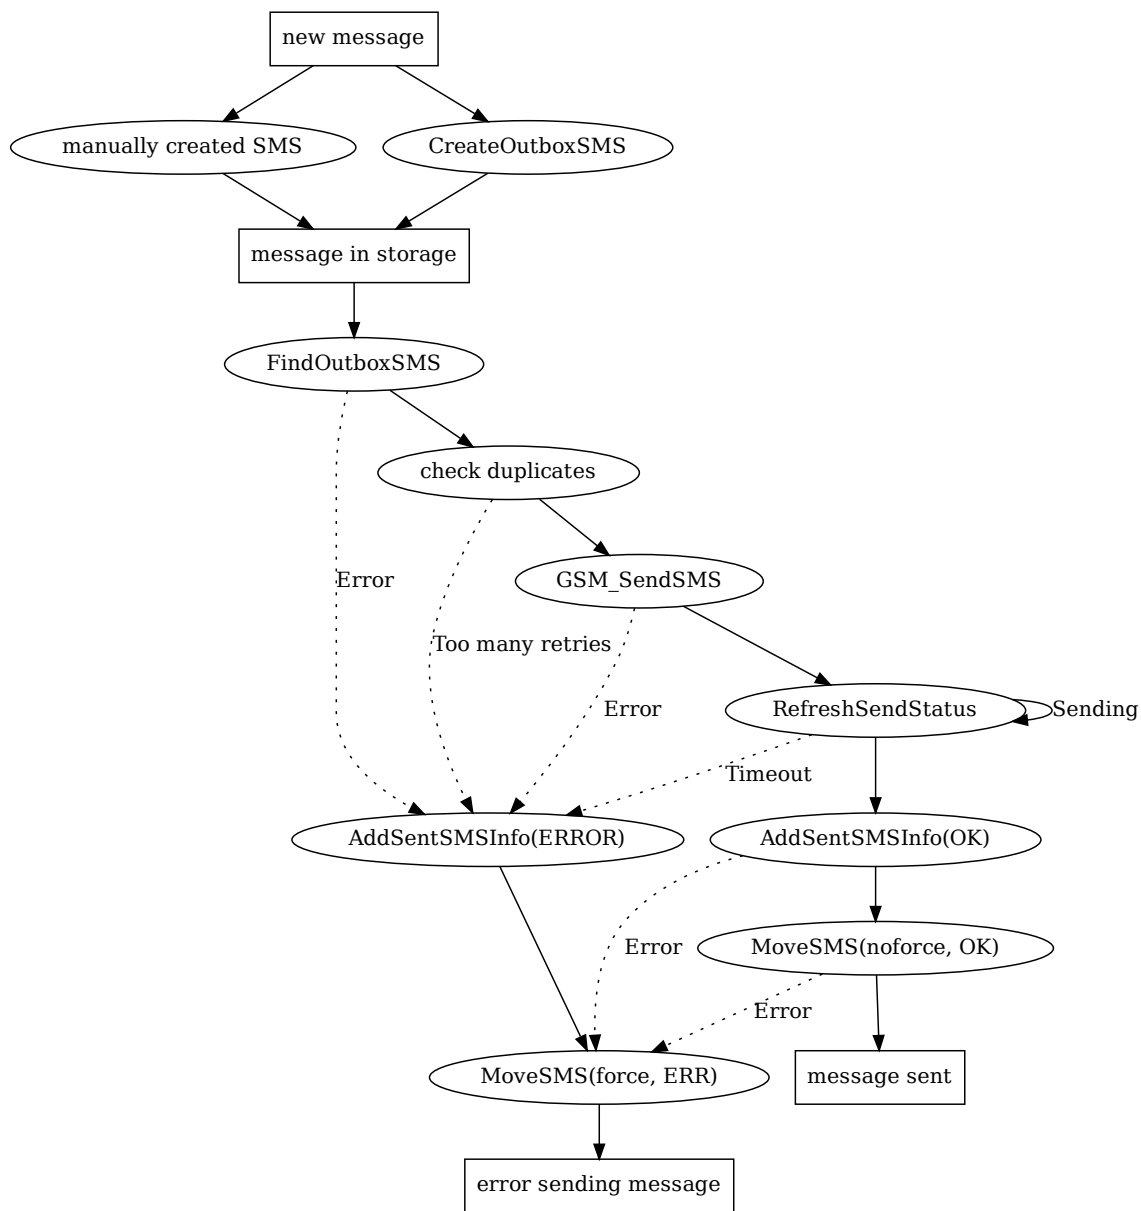 new message
manually created SMS
CreateOutboxSMS
message in storage
FindOutboxSMS
check duplicates
Error
GSM_SendSMS
Too many retries
Error
RefreshSendStatus
Sending
Timeout
AddSentSMSInfo(ERROR)
AddSentSMSInfo(OK)
Error
MoveSMS(noforce, OK)
Error
MoveSMS(force, ERR)
message sent
error sending message